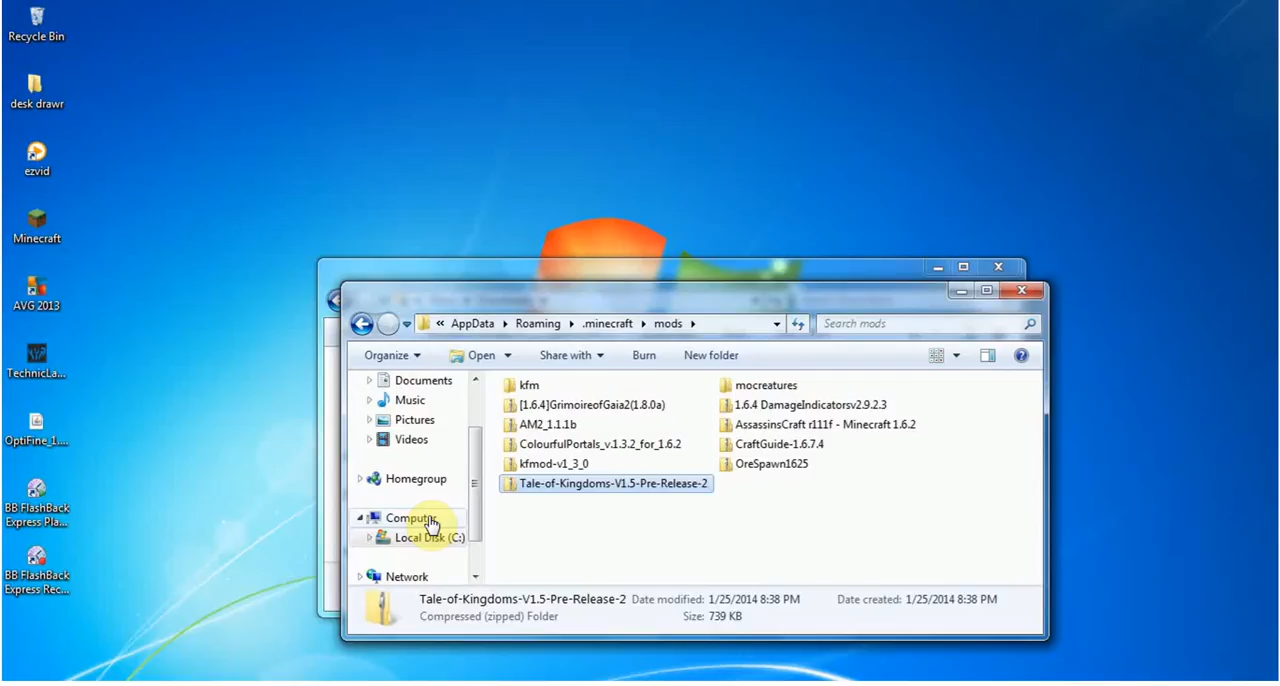 Recycle Bin
desk drawr
ezvid
Minecraft
AVG 2013
TechnicLa...
OptiFine_1....
BB FlashBack
Express Pla...
BB FlashBack
Express Rec...
« AppData Roaming .minecraft mods
Search mods
Organize Open Share with Burn New folder
Documents
Music
Pictures
Videos
Homegroup
Computer
Local Disk (C:)
Network
kfm
[1.6.4]GrimoireofGaia2(1.8.0a)
AM2_1.1.1b
ColourfulPortals_v.1.3.2_for_1.6.2
kfmod-v1_3_0
Tale-of-Kingdoms-V1.5-Pre-Release-2
mocreatures
1.6.4 DamageIndicatorsv2.9.2.3
AssassinsCraft r111f - Minecraft 1.6.2
CraftGuide-1.6.7.4
OreSpawn1625
Tale-of-Kingdoms-V1.5-Pre-Release-2 Date modified: 1/25/2014 8:38 PM Date created: 1/25/2014 8:38 PM
Compressed (zipped) Folder Size: 739 KB